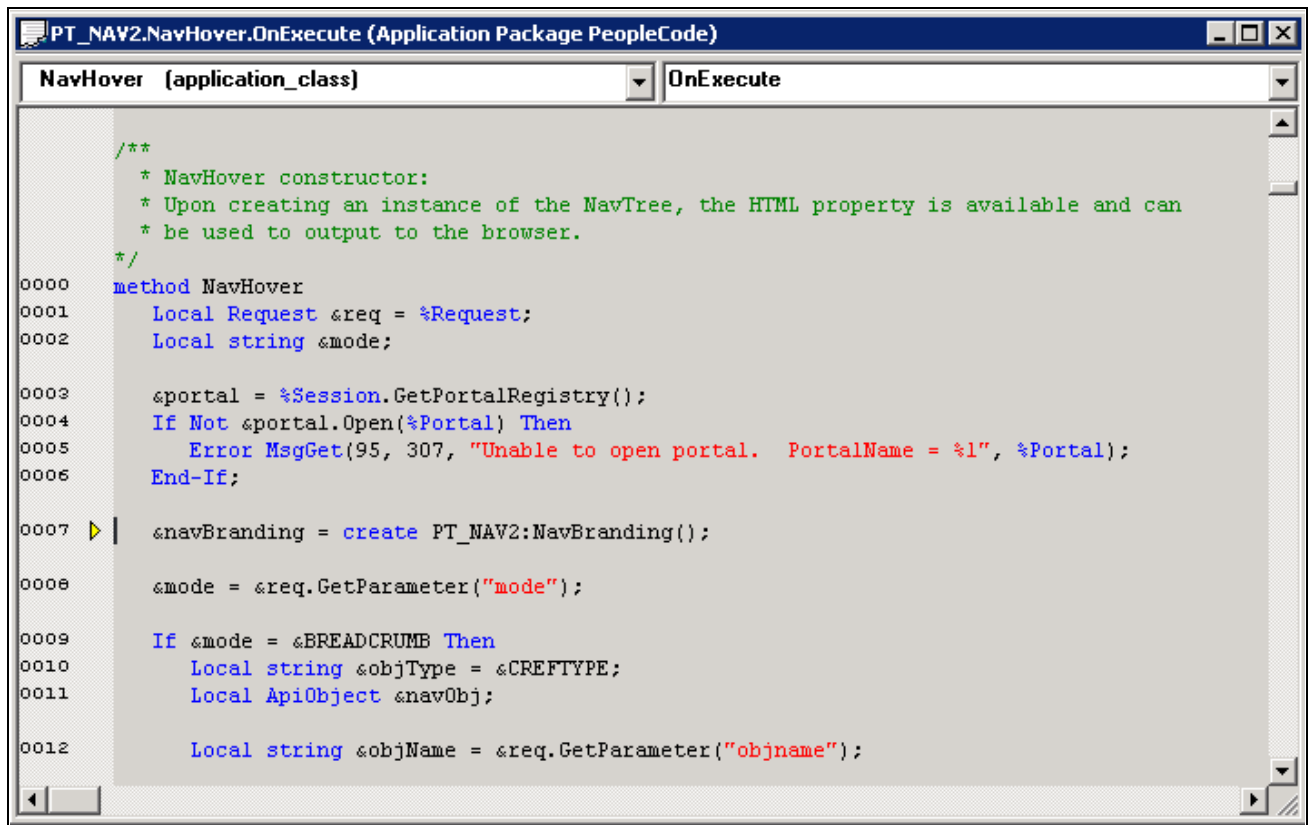 PT_NAV2.NavHover.OnExecute (Application Package PeopleCode)
NavHover (application_class) OnExecute
/**
* NavHover constructor:
* Upon creating an instance of the NavTree, the HTML property is available and can
* be used to output to the browser.
*/
0000 method NavHover
0001 Local Request &req = %Request;
0002 Local string &mode;
0003 &portal = %Session.GetPortalRegistry();
0004 If Not &portal.Open(%Portal) Then
0005 Error MsgGet(95, 307, "Unable to open portal.  PortalName = %1", %Portal);
0006 End-If;
0007 &navBranding = create PT_NAV2:NavBranding();
0008 &mode = &req.GetParameter("mode");
0009 If &mode = &BREADCRUMB Then
0010 Local string &objType = &CREFTYPE;
0011 Local ApiObject &navObj;
0012 Local string &objName = &req.GetParameter("objname");